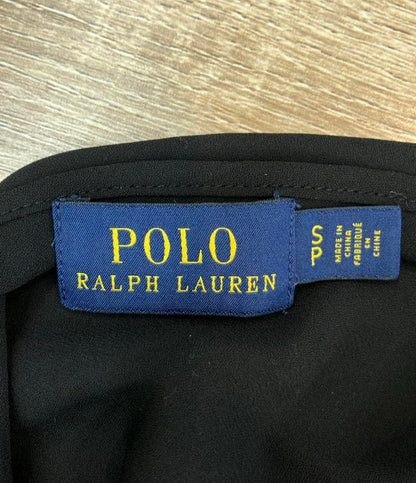 POLO
RALPH LAUREN
S
P
MADE IN
CHINA
FABRIQUÉ
EN
CHINE